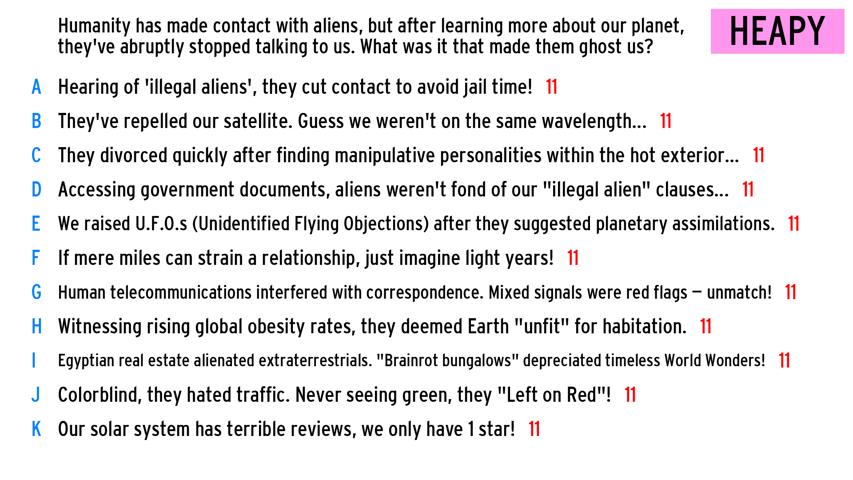 Humanity has made contact with aliens, but after learning more about our planet,
they've abruptly stopped talking to us. What was it that made them ghost us?
HEAPY
A Hearing of 'illegal aliens', they cut contact to avoid jail time! 11
B They've repelled our satellite. Guess we weren't on the same wavelength... 11
C They divorced quickly after finding manipulative personalities within the hot exterior... 11
D Accessing government documents, aliens weren't fond of our "illegal alien" clauses... 11
E We raised U.F.O.s (Unidentified Flying Objections) after they suggested planetary assimilations. 11
F If mere miles can strain a relationship, just imagine light years! 11
G Human telecommunications interfered with correspondence. Mixed signals were red flags – unmatch! 11
H Witnessing rising global obesity rates, they deemed Earth "unfit" for habitation. 11
I Egyptian real estate alienated extraterrestrials. "Brainrot bungalows" depreciated timeless World Wonders! 11
J Colorblind, they hated traffic. Never seeing green, they "Left on Red"! 11
K Our solar system has terrible reviews, we only have 1 star! 11